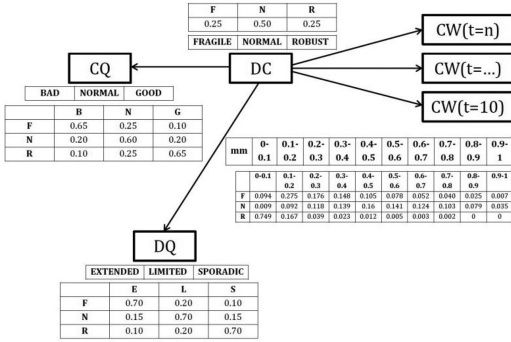 F N R
0.25 0.50 0.25
FRAGILE NORMAL ROBUST
DC
CQ
BAD NORMAL GOOD
B N G
F 0.65 0.25 0.10
N 0.20 0.60 0.20
R 0.10 0.25 0.65
CW(t=n)
CW(t=...)
CW(t=10)
mm 0-0.1 0.1-0.2 0.2-0.3 0.3-0.4 0.4-0.5 0.5-0.6 0.6-0.7 0.7-0.8 0.8-0.9 0.9-1
0-0.1 0.1-0.2 0.2-0.3 0.3-0.4 0.4-0.5 0.5-0.6 0.6-0.7 0.7-0.8 0.8-0.9 0.9-1
F 0.094 0.275 0.176 0.148 0.105 0.078 0.052 0.040 0.025 0.007
N 0.009 0.092 0.118 0.139 0.16 0.141 0.124 0.103 0.079 0.035
R 0.749 0.167 0.039 0.023 0.012 0.005 0.003 0.002 0 0
DQ
EXTENDED LIMITED SPORADIC
E L S
F 0.70 0.20 0.10
N 0.15 0.70 0.15
R 0.10 0.20 0.70